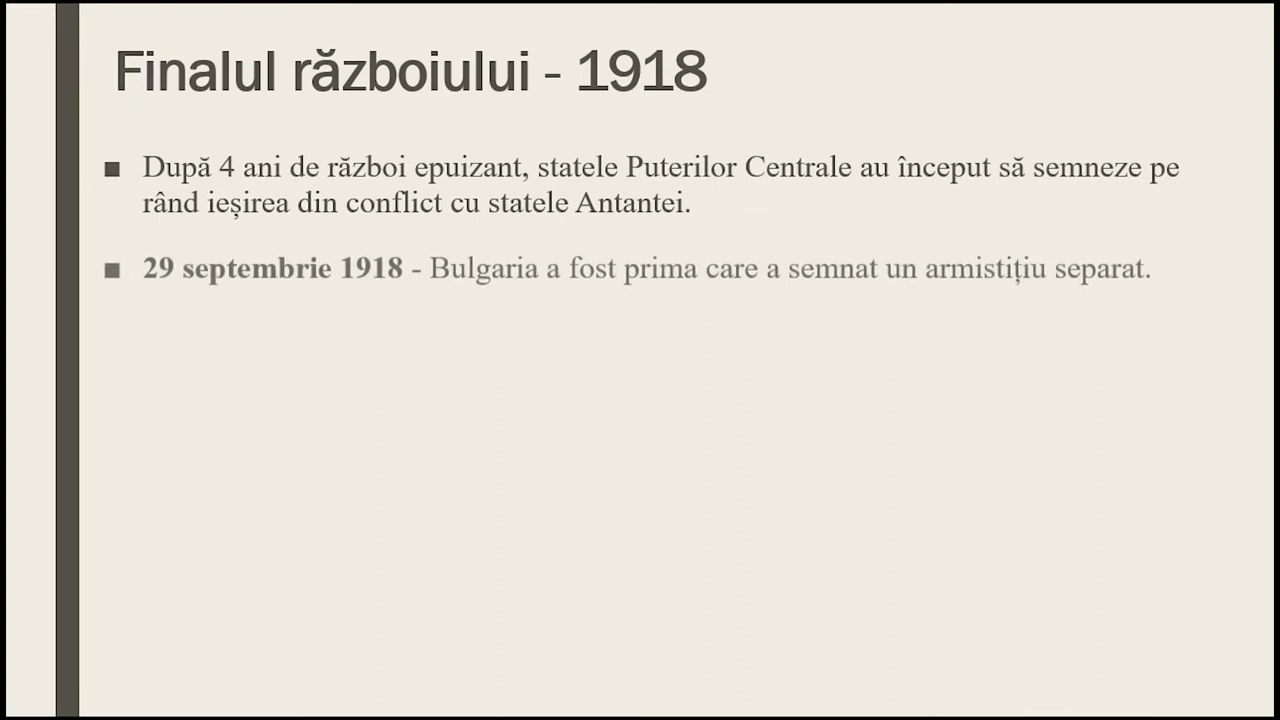 Finalul războiului - 1918
▪ După 4 ani de război epuizant, statele Puterilor Centrale au început să semneze pe
rând ieșirea din conflict cu statele Antantei.
▪ 29 septembrie 1918 - Bulgaria a fost prima care a semnat un armistițiu separat.